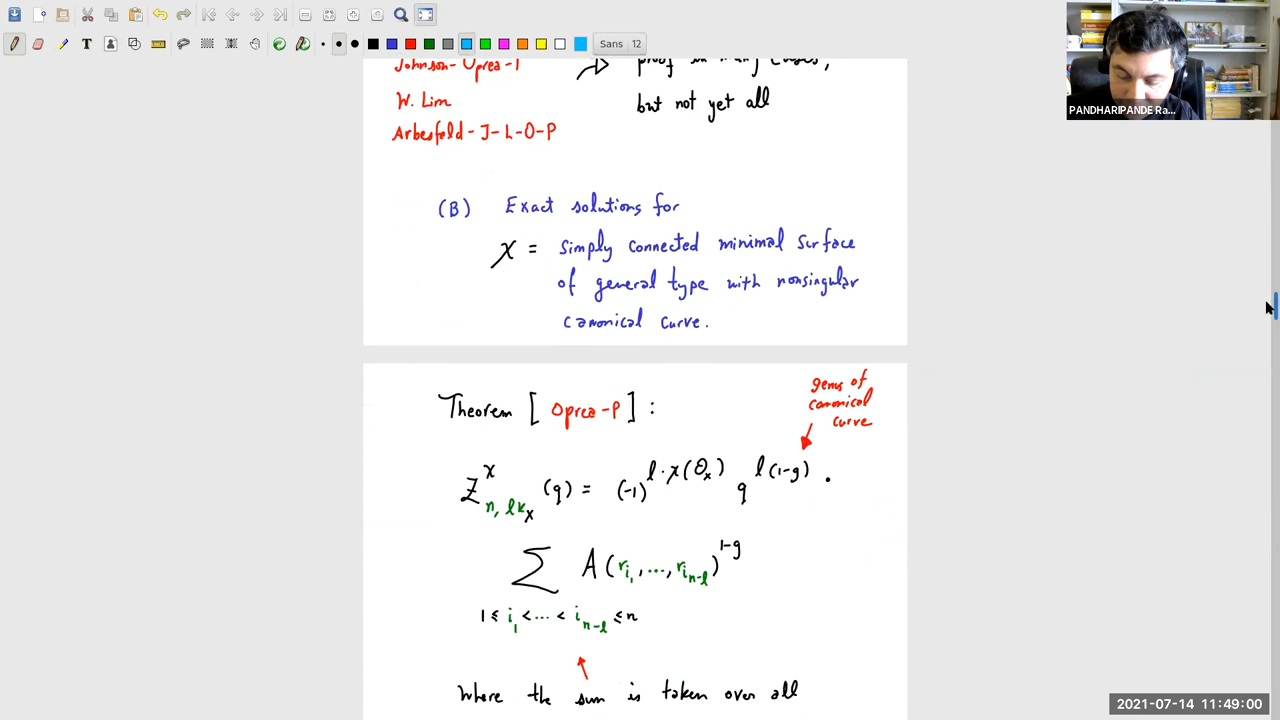 Sans 12
PANDHARIPANDE Ra...
Johnson-Oprea-P
proof in many cases,
W. Lim
but not yet all
Arbesfeld-J-L-O-P
(B) Exact solutions for
X = simply connected minimal surface
of general type with nonsingular
canonical curve.
genus of
canonical
curve
Theorem [Oprea-P]:
Z^X_{n, lK_X} (q) = (-1)^{l·χ(O_X)} q^{l(1-g)} ·
∑ A(r_{i_1}, ..., r_{i_{n-l}})^{1-g}
1 ≤ i_1 < ... < i_{n-l} ≤ n
Where the sum is taken over all
2021-07-14 11:49:00